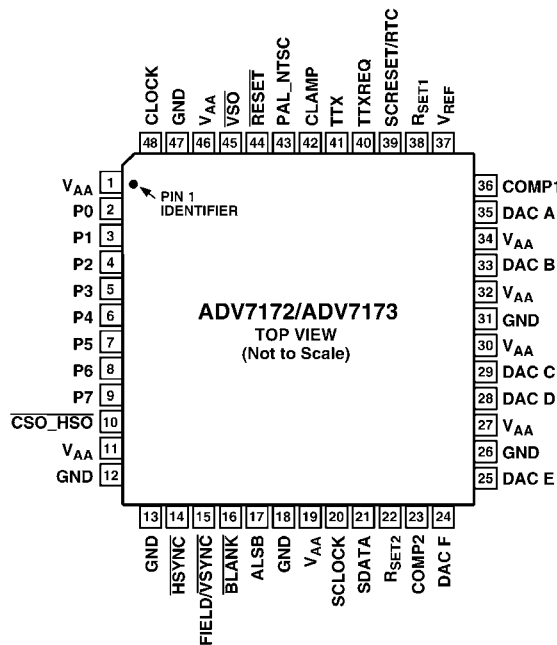 CLOCK
GND
VAA
VSO
RESET
PAL_NTSC
CLAMP
TTX
TTXREQ
SCRESET/RTC
RSET1
VREF
48 47 46 45 44 43 42 41 40 39 38 37
VAA 1
P0 2
P1 3
P2 4
P3 5
P4 6
P5 7
P6 8
P7 9
CSO_HSO 10
VAA 11
GND 12
PIN 1
IDENTIFIER
ADV7172/ADV7173
TOP VIEW
(Not to Scale)
36 COMP1
35 DAC A
34 VAA
33 DAC B
32 VAA
31 GND
30 VAA
29 DAC C
28 DAC D
27 VAA
26 GND
25 DAC E
13 14 15 16 17 18 19 20 21 22 23 24
GND
HSYNC
FIELD/VSYNC
BLANK
ALSB
GND
VAA
SCLOCK
SDATA
RSET2
COMP2
DAC F